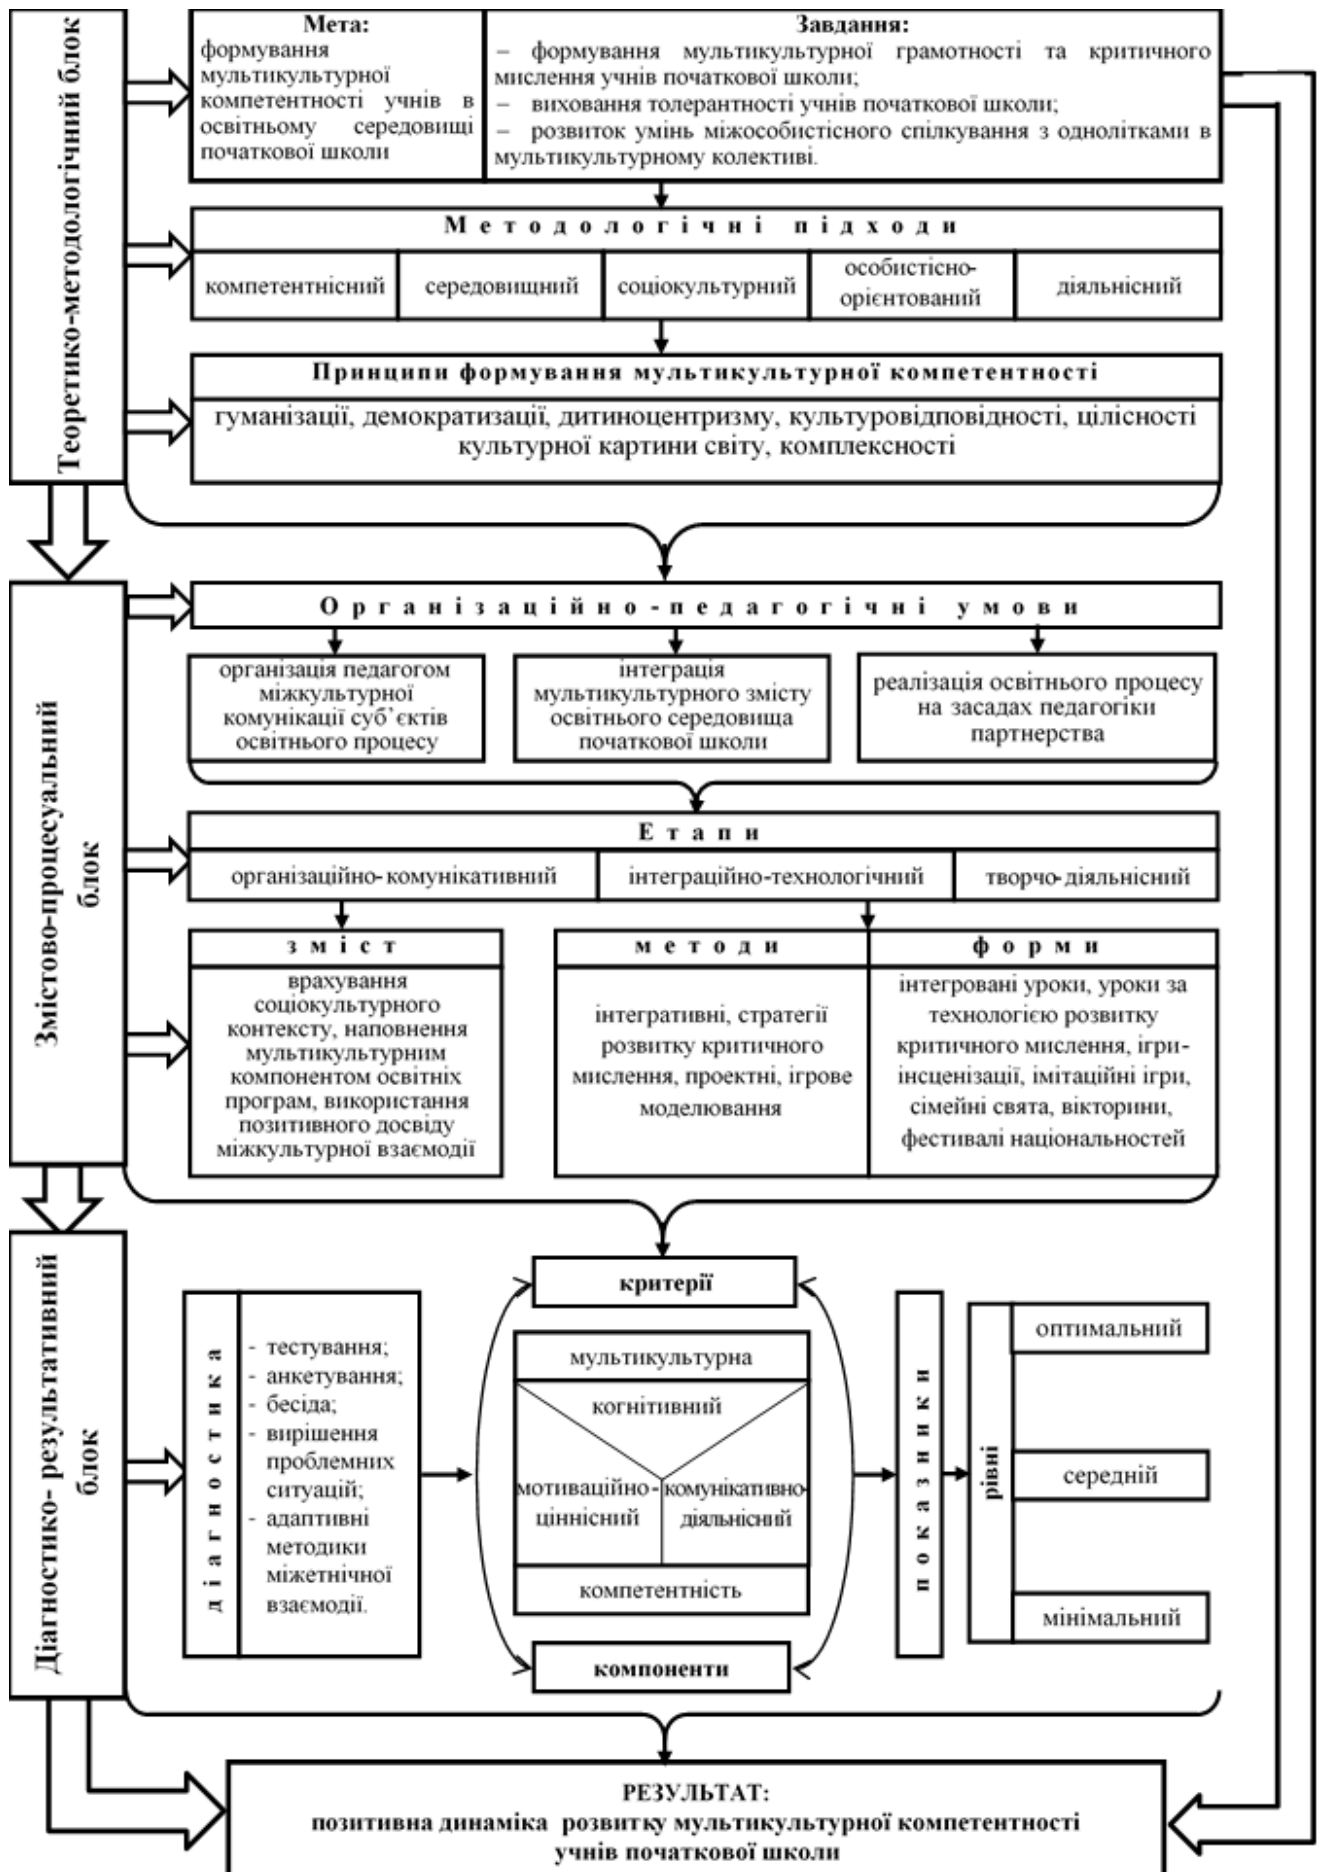 Теоретико-методологічний блок
Мета:
формування
мультикультурної
компетентності учнів в
освітньому середовищі
початкової школи
Завдання:
– формування мультикультурної грамотності та критичного
мислення учнів початкової школи;
– виховання толерантності учнів початкової школи;
– розвиток умінь міжособистісного спілкування з однолітками в
мультикультурному колективі.
Методологічні підходи
компетентнісний
середовищний
соціокультурний
особистісно-
орієнтований
діяльнісний
Принципи формування мультикультурної компетентності
гуманізації, демократизації, дитиноцентризму, культуровідповідності, цілісності
культурної картини світу, комплексності
Змістово-процесуальний
блок
Організаційно-педагогічні умови
організація педагогом
міжкультурної
комунікації суб’єктів
освітнього процесу
інтеграція
мультикультурного змісту
освітнього середовища
початкової школи
реалізація освітнього процесу
на засадах педагогіки
партнерства
Етапи
організаційно-комунікативний
інтеграційно-технологічний
творчо-діяльнісний
зміст
врахування
соціокультурного
контексту, наповнення
мультикультурним
компонентом освітніх
програм, використання
позитивного досвіду
міжкультурної взаємодії
методи
інтегративні, стратегії
розвитку критичного
мислення, проектні, ігрове
моделювання
форми
інтегровані уроки, уроки за
технологією розвитку
критичного мислення, ігри-
інсценізації, імітаційні ігри,
сімейні свята, вікторини,
фестивалі національностей
Діагностико- результативний
блок
діагностика
- тестування;
- анкетування;
- бесіда;
- вирішення
проблемних
ситуацій;
- адаптивні
методики
міжетнічної
взаємодії.
критерії
мультикультурна
когнітивний
мотиваційно-
ціннісний
комунікативно-
діяльнісний
компетентність
компоненти
показники
рівні
оптимальний
середній
мінімальний
РЕЗУЛЬТАТ:
позитивна динаміка розвитку мультикультурної компетентності
учнів початкової школи